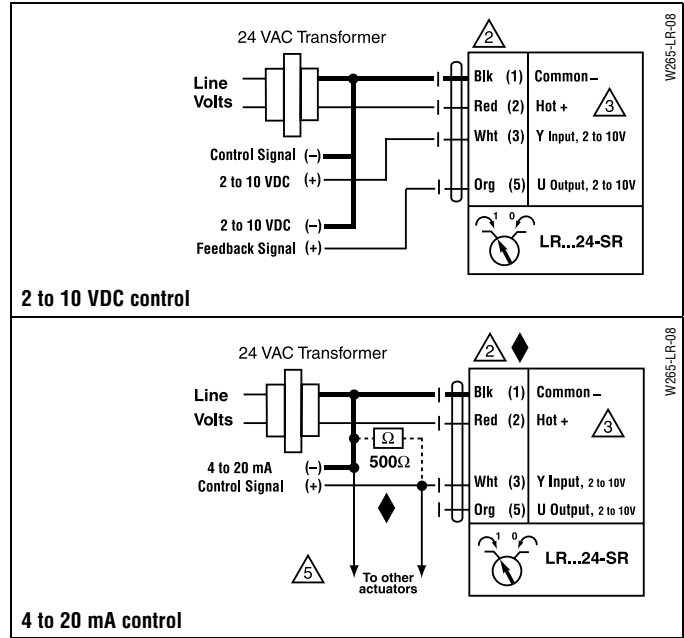 24 VAC Transformer
2
W265-LR-08
Line
Volts
Blk (1) Common –
Red (2) Hot +
3
Wht (3) Y Input, 2 to 10V
Control Signal (–)
2 to 10 VDC (+)
Org (5) U Output, 2 to 10V
2 to 10 VDC (–)
Feedback Signal (+)
1 0
LR...24-SR
2 to 10 VDC control
24 VAC Transformer
2
W265-LR-08
Line
Volts
Blk (1) Common –
Red (2) Hot +
3
Ω
500Ω
4 to 20 mA (–)
Control Signal (+)
Wht (3) Y Input, 2 to 10V
Org (5) U Output, 2 to 10V
5
To other
actuators
1 0
LR...24-SR
4 to 20 mA control